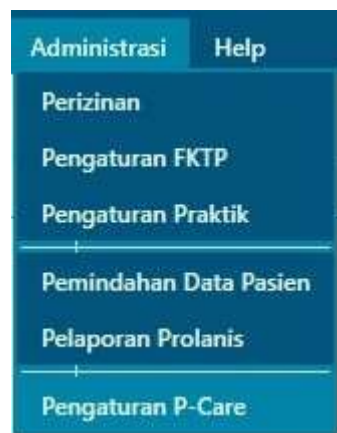 Administrasi Help
Perizinan
Pengaturan FKTP
Pengaturan Praktik
Pemindahan Data Pasien
Pelaporan Prolanis
Pengaturan P-Care